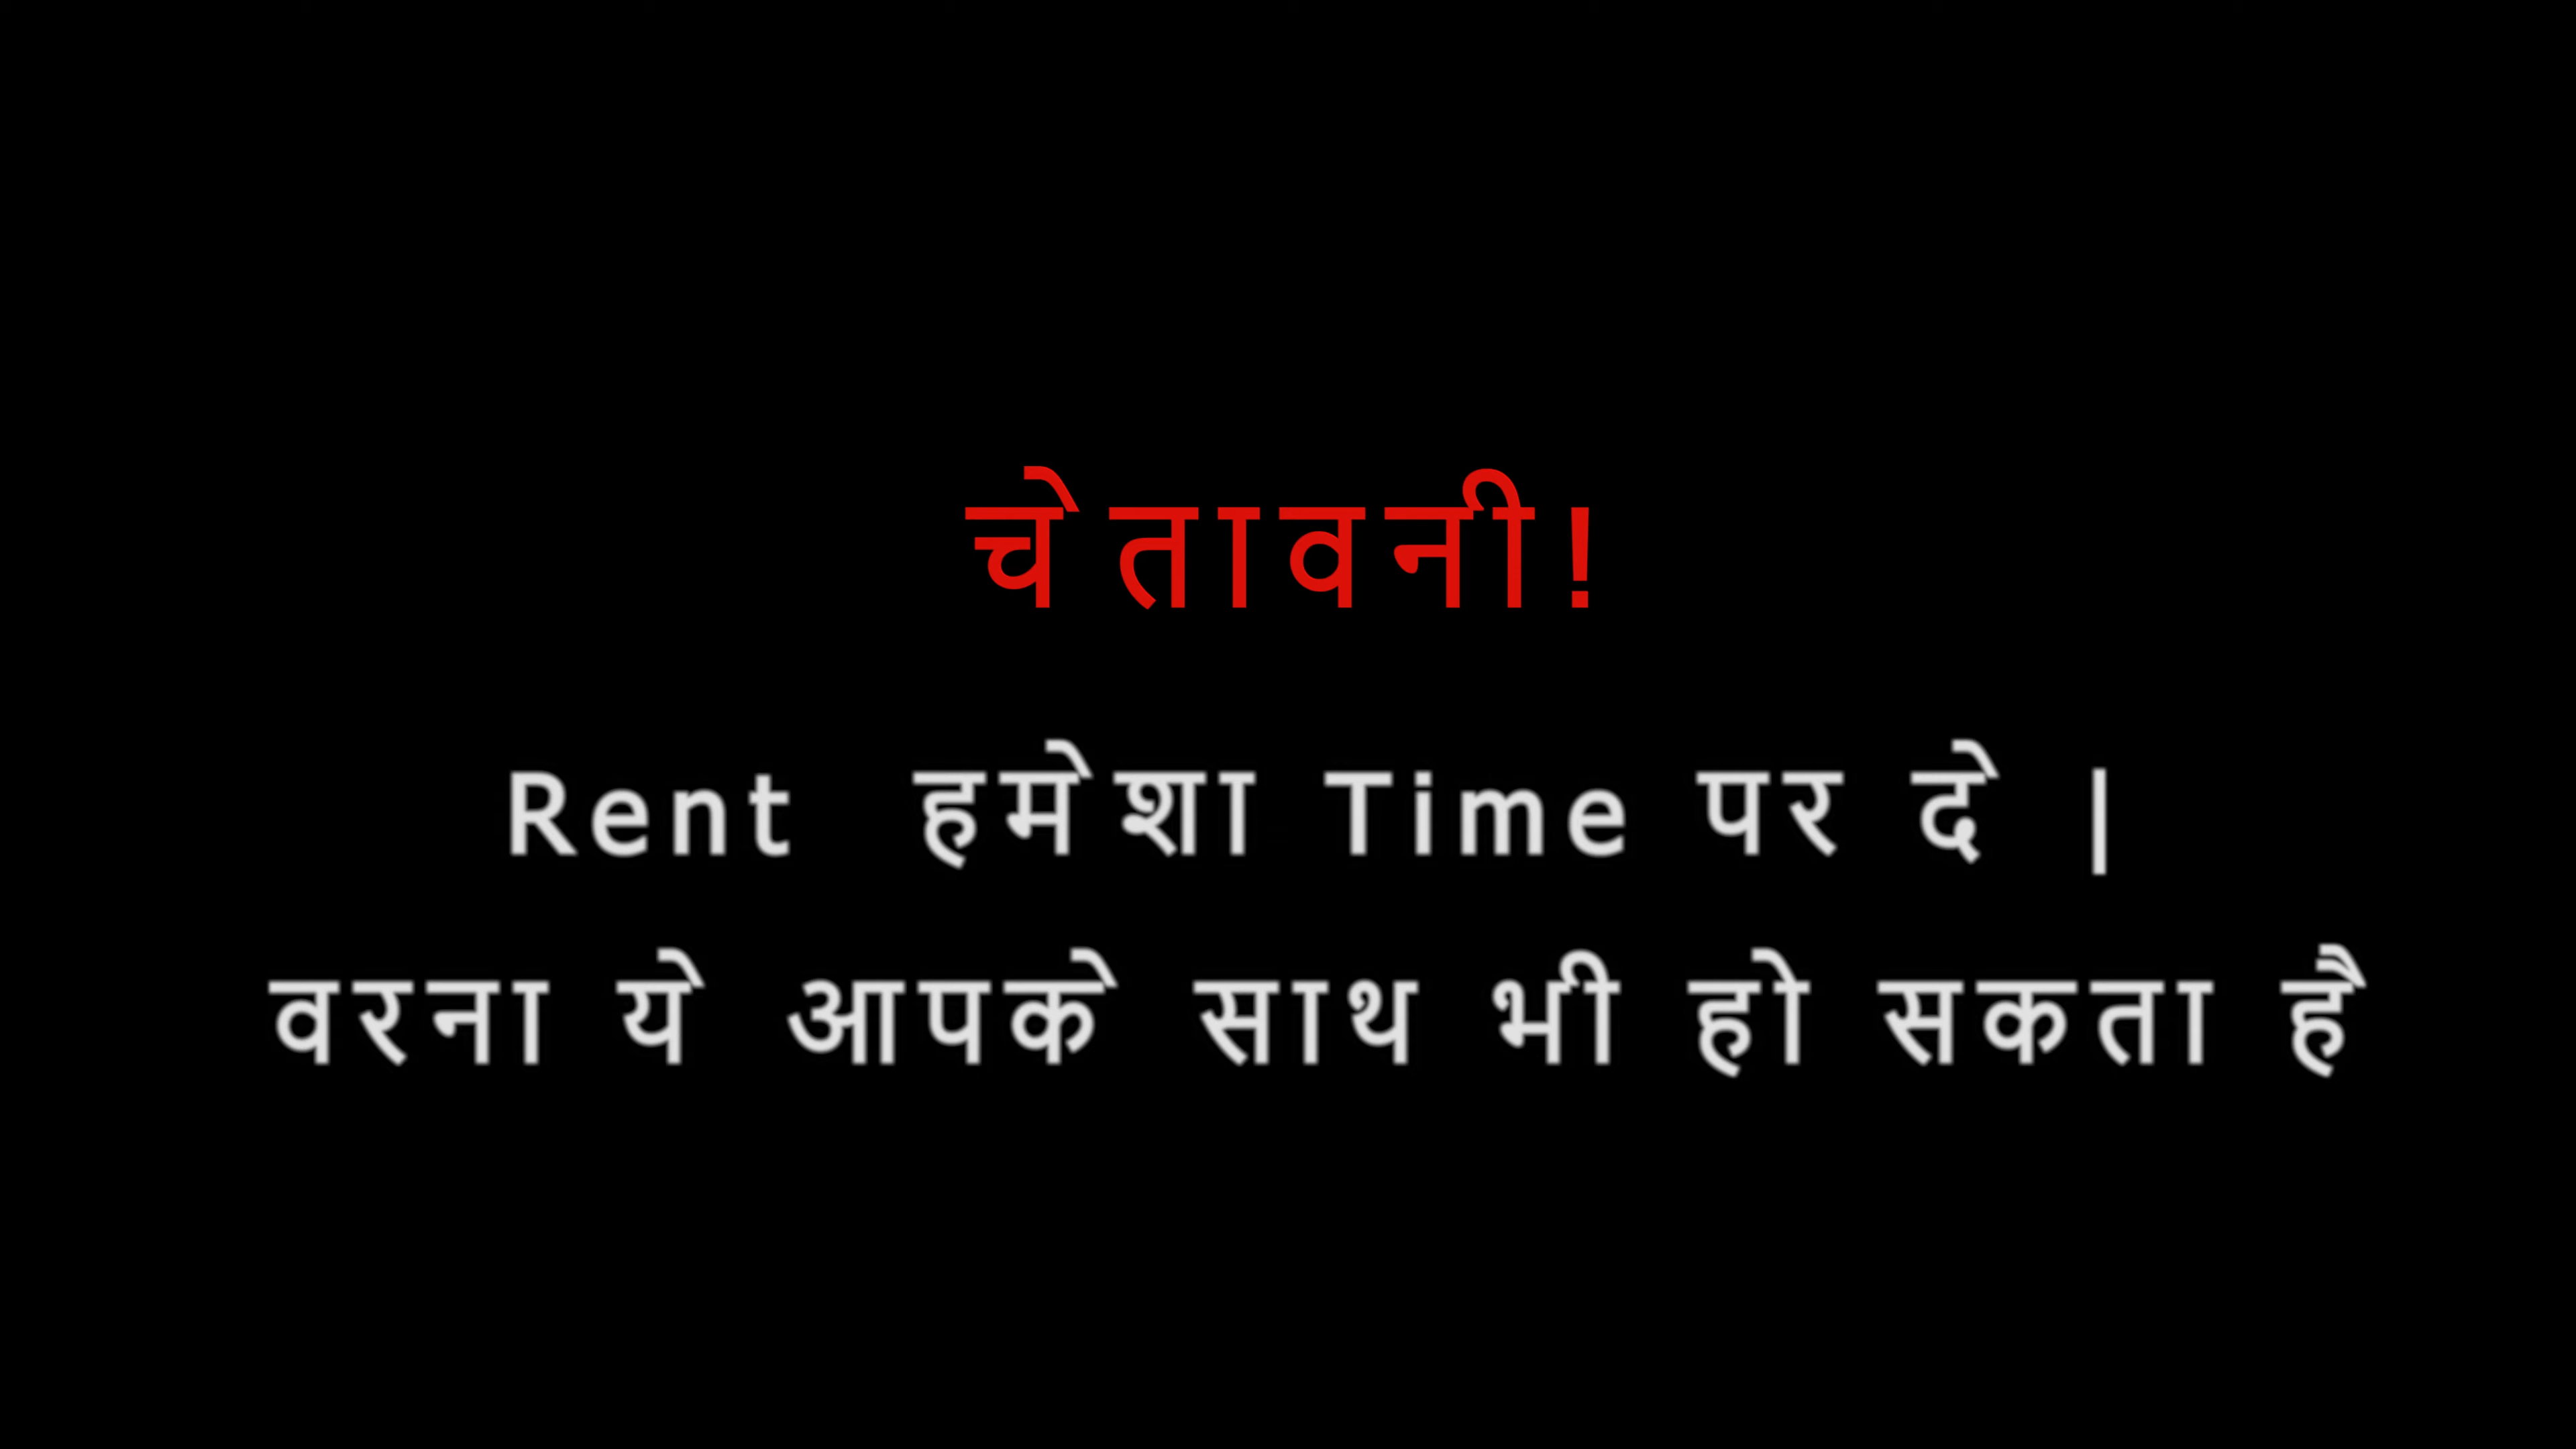 चेतावनी!
Rent हमेशा Time पर दे |
वरना ये आपके साथ भी हो सकता है